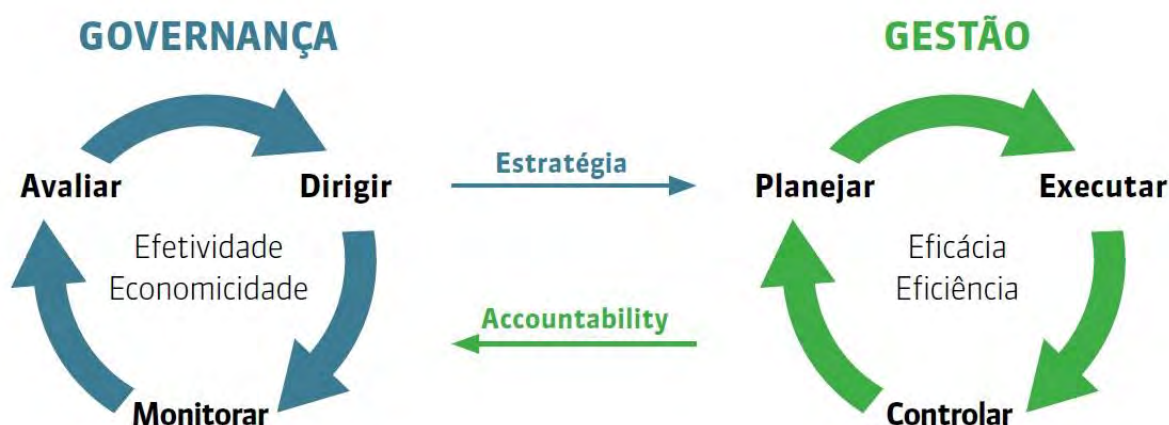 GOVERNANÇA
Avaliar
Dirigir
Efetividade
Economicidade
Monitorar
Estratégia
Accountability
GESTÃO
Planejar
Executar
Eficácia
Eficiência
Controlar